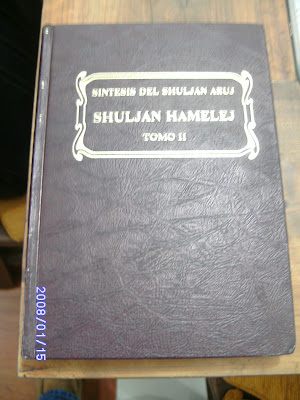 SINTESIS DEL SHULJAN ARUJ
SHULJAN HAMELEJ
TOMO II
2008/01/15